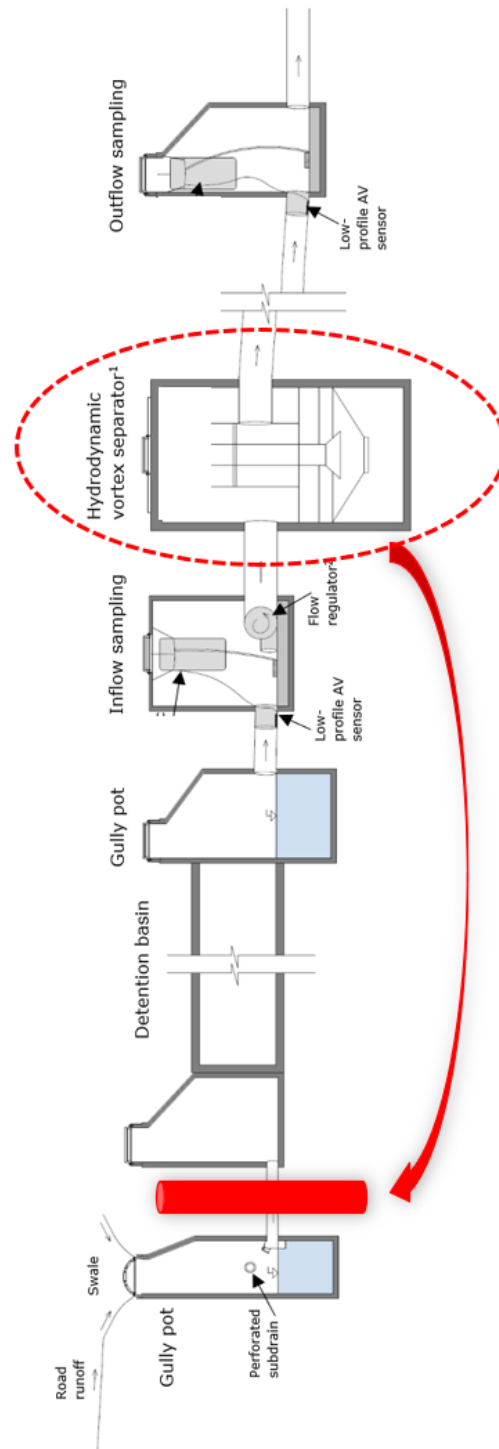 Road
runoff
Swale
Gully pot
Perforated
subdrain
Detention basin
Gully pot
Inflow sampling
Low-
profile AV
sensor
Flow
regulator²
Hydrodynamic
vortex separator¹
Outflow sampling
Low-
profile AV
sensor